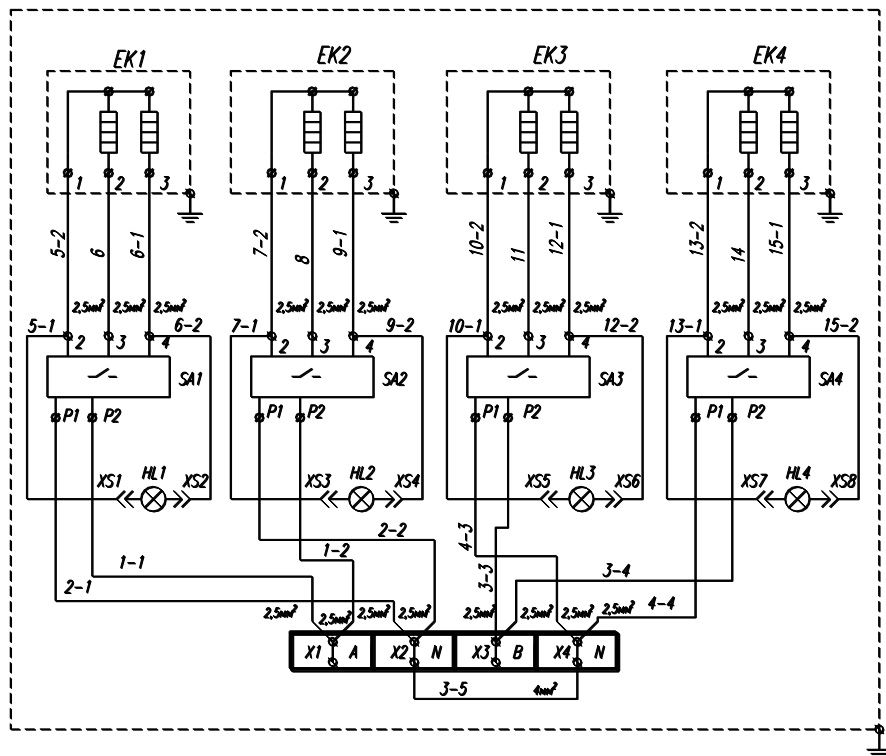 EK1 EK2 EK3 EK4
1 2 3 1 2 3 1 2 3 1 2 3
5-2 6 6-1 7-2 8 9-1 10-2 11 12-1 13-2 14 15-1
2,5мм² 2,5мм² 2,5мм² 2,5мм² 2,5мм² 2,5мм² 2,5мм² 2,5мм² 2,5мм² 2,5мм² 2,5мм² 2,5мм²
5-1 6-2 7-1 9-2 10-1 12-2 13-1 15-2
2 3 4 2 3 4 2 3 4 2 3 4
SA1 SA2 SA3 SA4
P1 P2 P1 P2 P1 P2 P1 P2
XS1 HL1 XS2 XS3 HL2 XS4 XS5 HL3 XS6 XS7 HL4 XS8
2-2 4-3
1-1 1-2 3-3 3-4
2-1 4-4
2,5мм² 2,5мм² 2,5мм² 2,5мм² 2,5мм² 2,5мм² 2,5мм² 2,5мм²
X1 A X2 N X3 B X4 N
3-5 4мм²